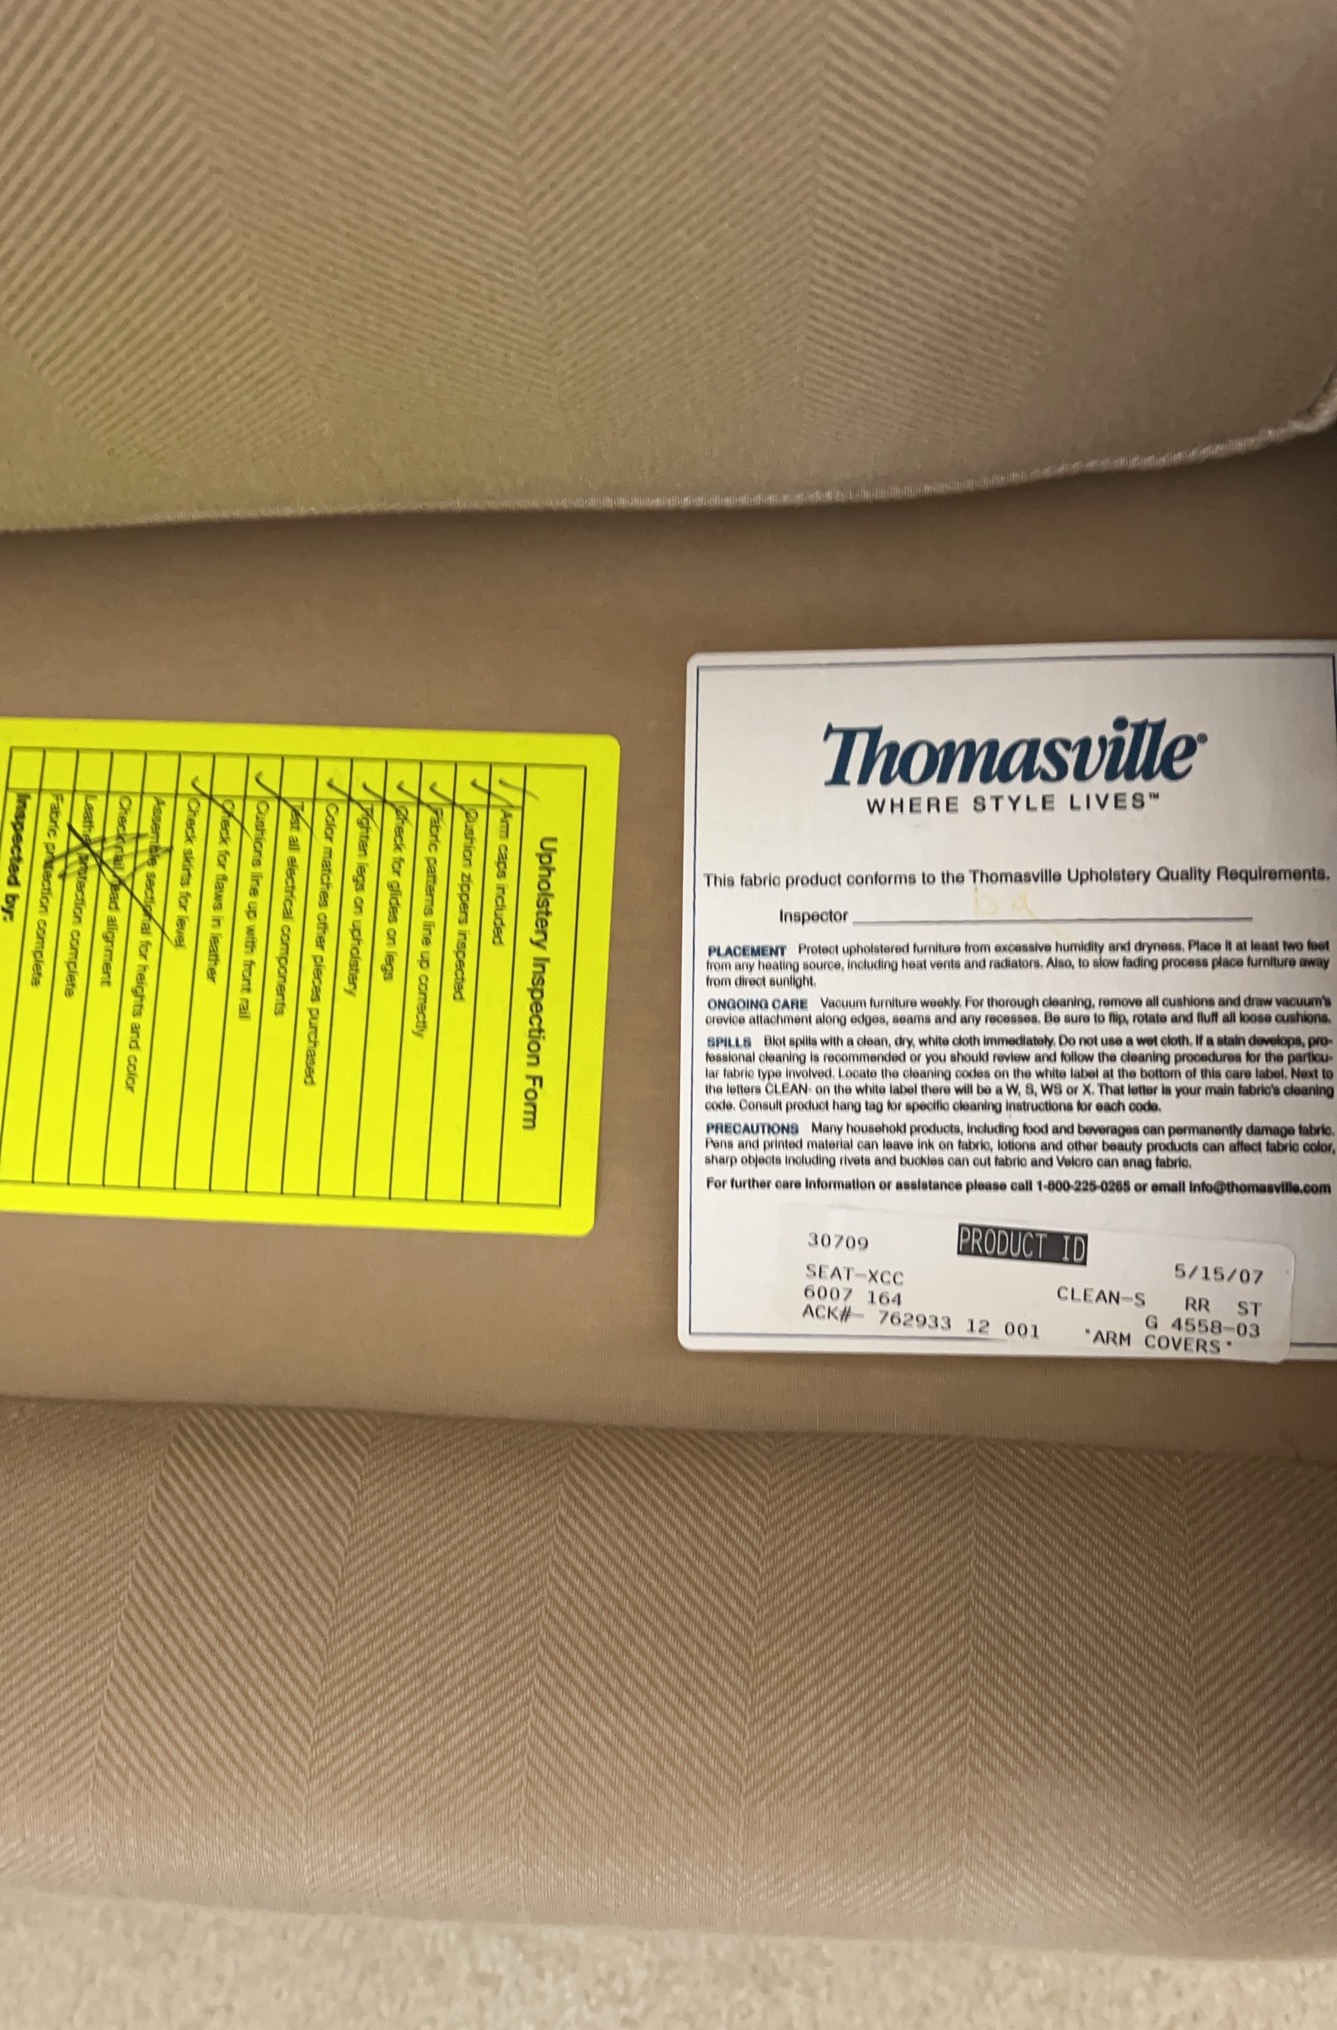 Thomasville®
WHERE STYLE LIVES™
This fabric product conforms to the Thomasville Upholstery Quality Requirements.
Inspector
PLACEMENT Protect upholstered furniture from excessive humidity and dryness. Place it at least two feet
from any heating source, including heat vents and radiators. Also, to slow fading process place furniture away
from direct sunlight.
ONGOING CARE Vacuum furniture weekly. For thorough cleaning, remove all cushions and draw vacuum's
crevice attachment along edges, seams and any recesses. Be sure to flip, rotate and fluff all loose cushions.
SPILLS Blot spills with a clean, dry, white cloth immediately. Do not use a wet cloth. If a stain develops, pro-
fessional cleaning is recommended or you should review and follow the cleaning procedures for the particu-
lar fabric type involved. Locate the cleaning codes on the white label at the bottom of this care label. Next to
the letters CLEAN- on the white label there will be a W, S, WS or X. That letter is your main fabric's cleaning
code. Consult product hang tag for specific cleaning instructions for each code.
PRECAUTIONS Many household products, including food and beverages can permanently damage fabric.
Pens and printed material can leave ink on fabric, lotions and other beauty products can affect fabric color,
sharp objects including rivets and buckles can cut fabric and Velcro can snag fabric.
For further care information or assistance please call 1-800-225-0265 or email info@thomasville.com
30709 PRODUCT ID 5/15/07
SEAT-XCC CLEAN-S RR ST
6007 164 G 4558-03
ACK#- 762933 12 001 "ARM COVERS"
Upholstery Inspection Form
Arm caps included
Cushion zippers inspected
Fabric patterns line up correctly
Check for glides on legs
Tighten legs on upholstery
Color matches other pieces purchased
Test all electrical components
Cushions line up with front rail
Check for flaws in leather
Check skirts for level
Assemble sectional for heights and color
Check nail head alignment
Leather protection complete
Fabric protection complete
Inspected by: